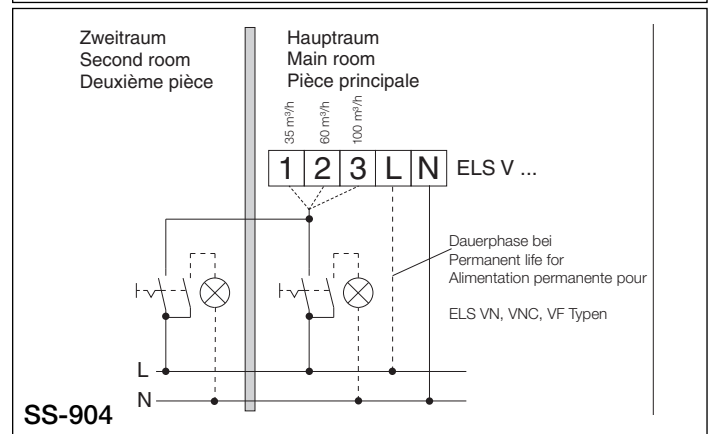 Zweitraum
Second room
Deuxième pièce
Hauptraum
Main room
Pièce principale
35 m³/h
60 m³/h
100 m³/h
1 2 3 L N ELS V ...
Dauerphase bei
Permanent life for
Alimentation permanente pour
ELS VN, VNC, VF Typen
L
N
SS-904